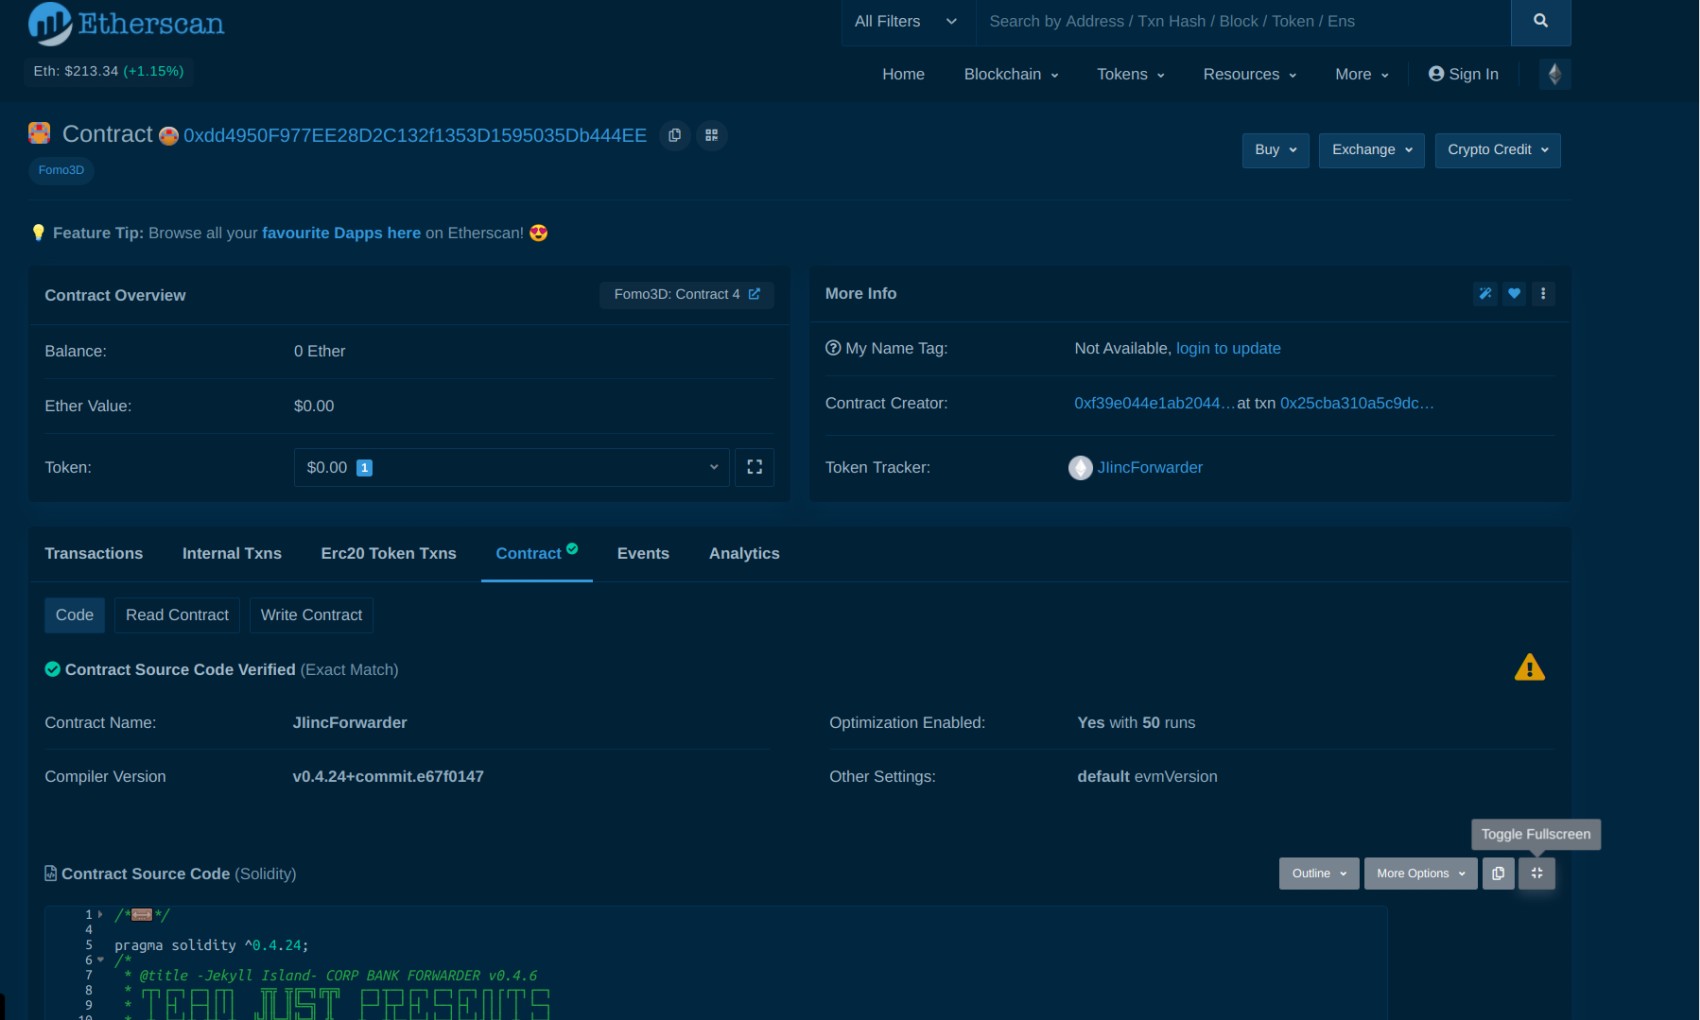 Etherscan
All Filters
Search by Address / Txn Hash / Block / Token / Ens
Eth: $213.34 (+1.15%)
Home Blockchain Tokens Resources More Sign In
Contract 0xdd4950F977EE28D2C132f1353D1595035Db444EE
Buy Exchange Crypto Credit
Fomo3D
Feature Tip: Browse all your favourite Dapps here on Etherscan!
Contract Overview
Fomo3D: Contract 4
Balance: 0 Ether
Ether Value: $0.00
Token: $0.00 1
More Info
My Name Tag: Not Available, login to update
Contract Creator: 0xf39e044e1ab2044...at txn 0x25cba310a5c9dc...
Token Tracker: JIincForwarder
Transactions Internal Txns Erc20 Token Txns Contract Events Analytics
Code Read Contract Write Contract
Contract Source Code Verified (Exact Match)
Contract Name: JIincForwarder
Optimization Enabled: Yes with 50 runs
Compiler Version v0.4.24+commit.e67f0147
Other Settings: default evmVersion
Toggle Fullscreen
Contract Source Code (Solidity)
Outline More Options
1 /* */
4
5 pragma solidity ^0.4.24;
6 /*
7 * @title -Jekyll Island- CORP BANK FORWARDER v0.4.6
8 *
9 *
10 *
TEAM JUST PRESENTS